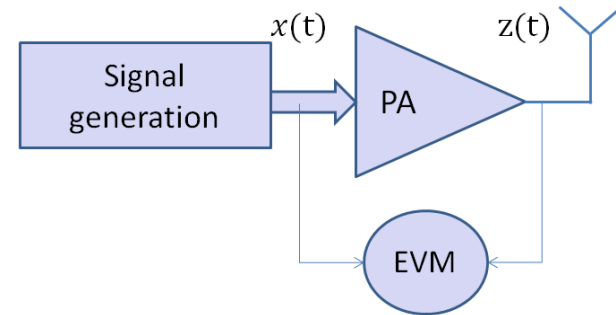 x(t)
z(t)
Signal
generation
PA
EVM